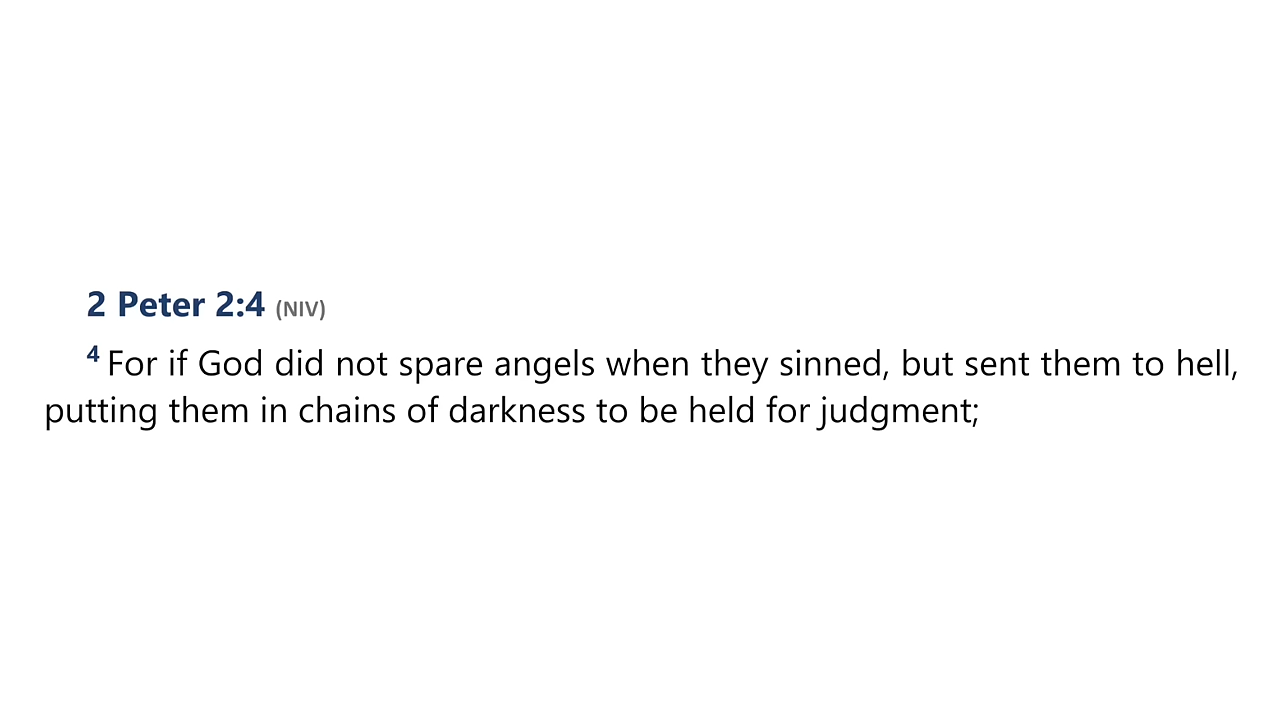 2 Peter 2:4 (NIV)
4 For if God did not spare angels when they sinned, but sent them to hell,
putting them in chains of darkness to be held for judgment;